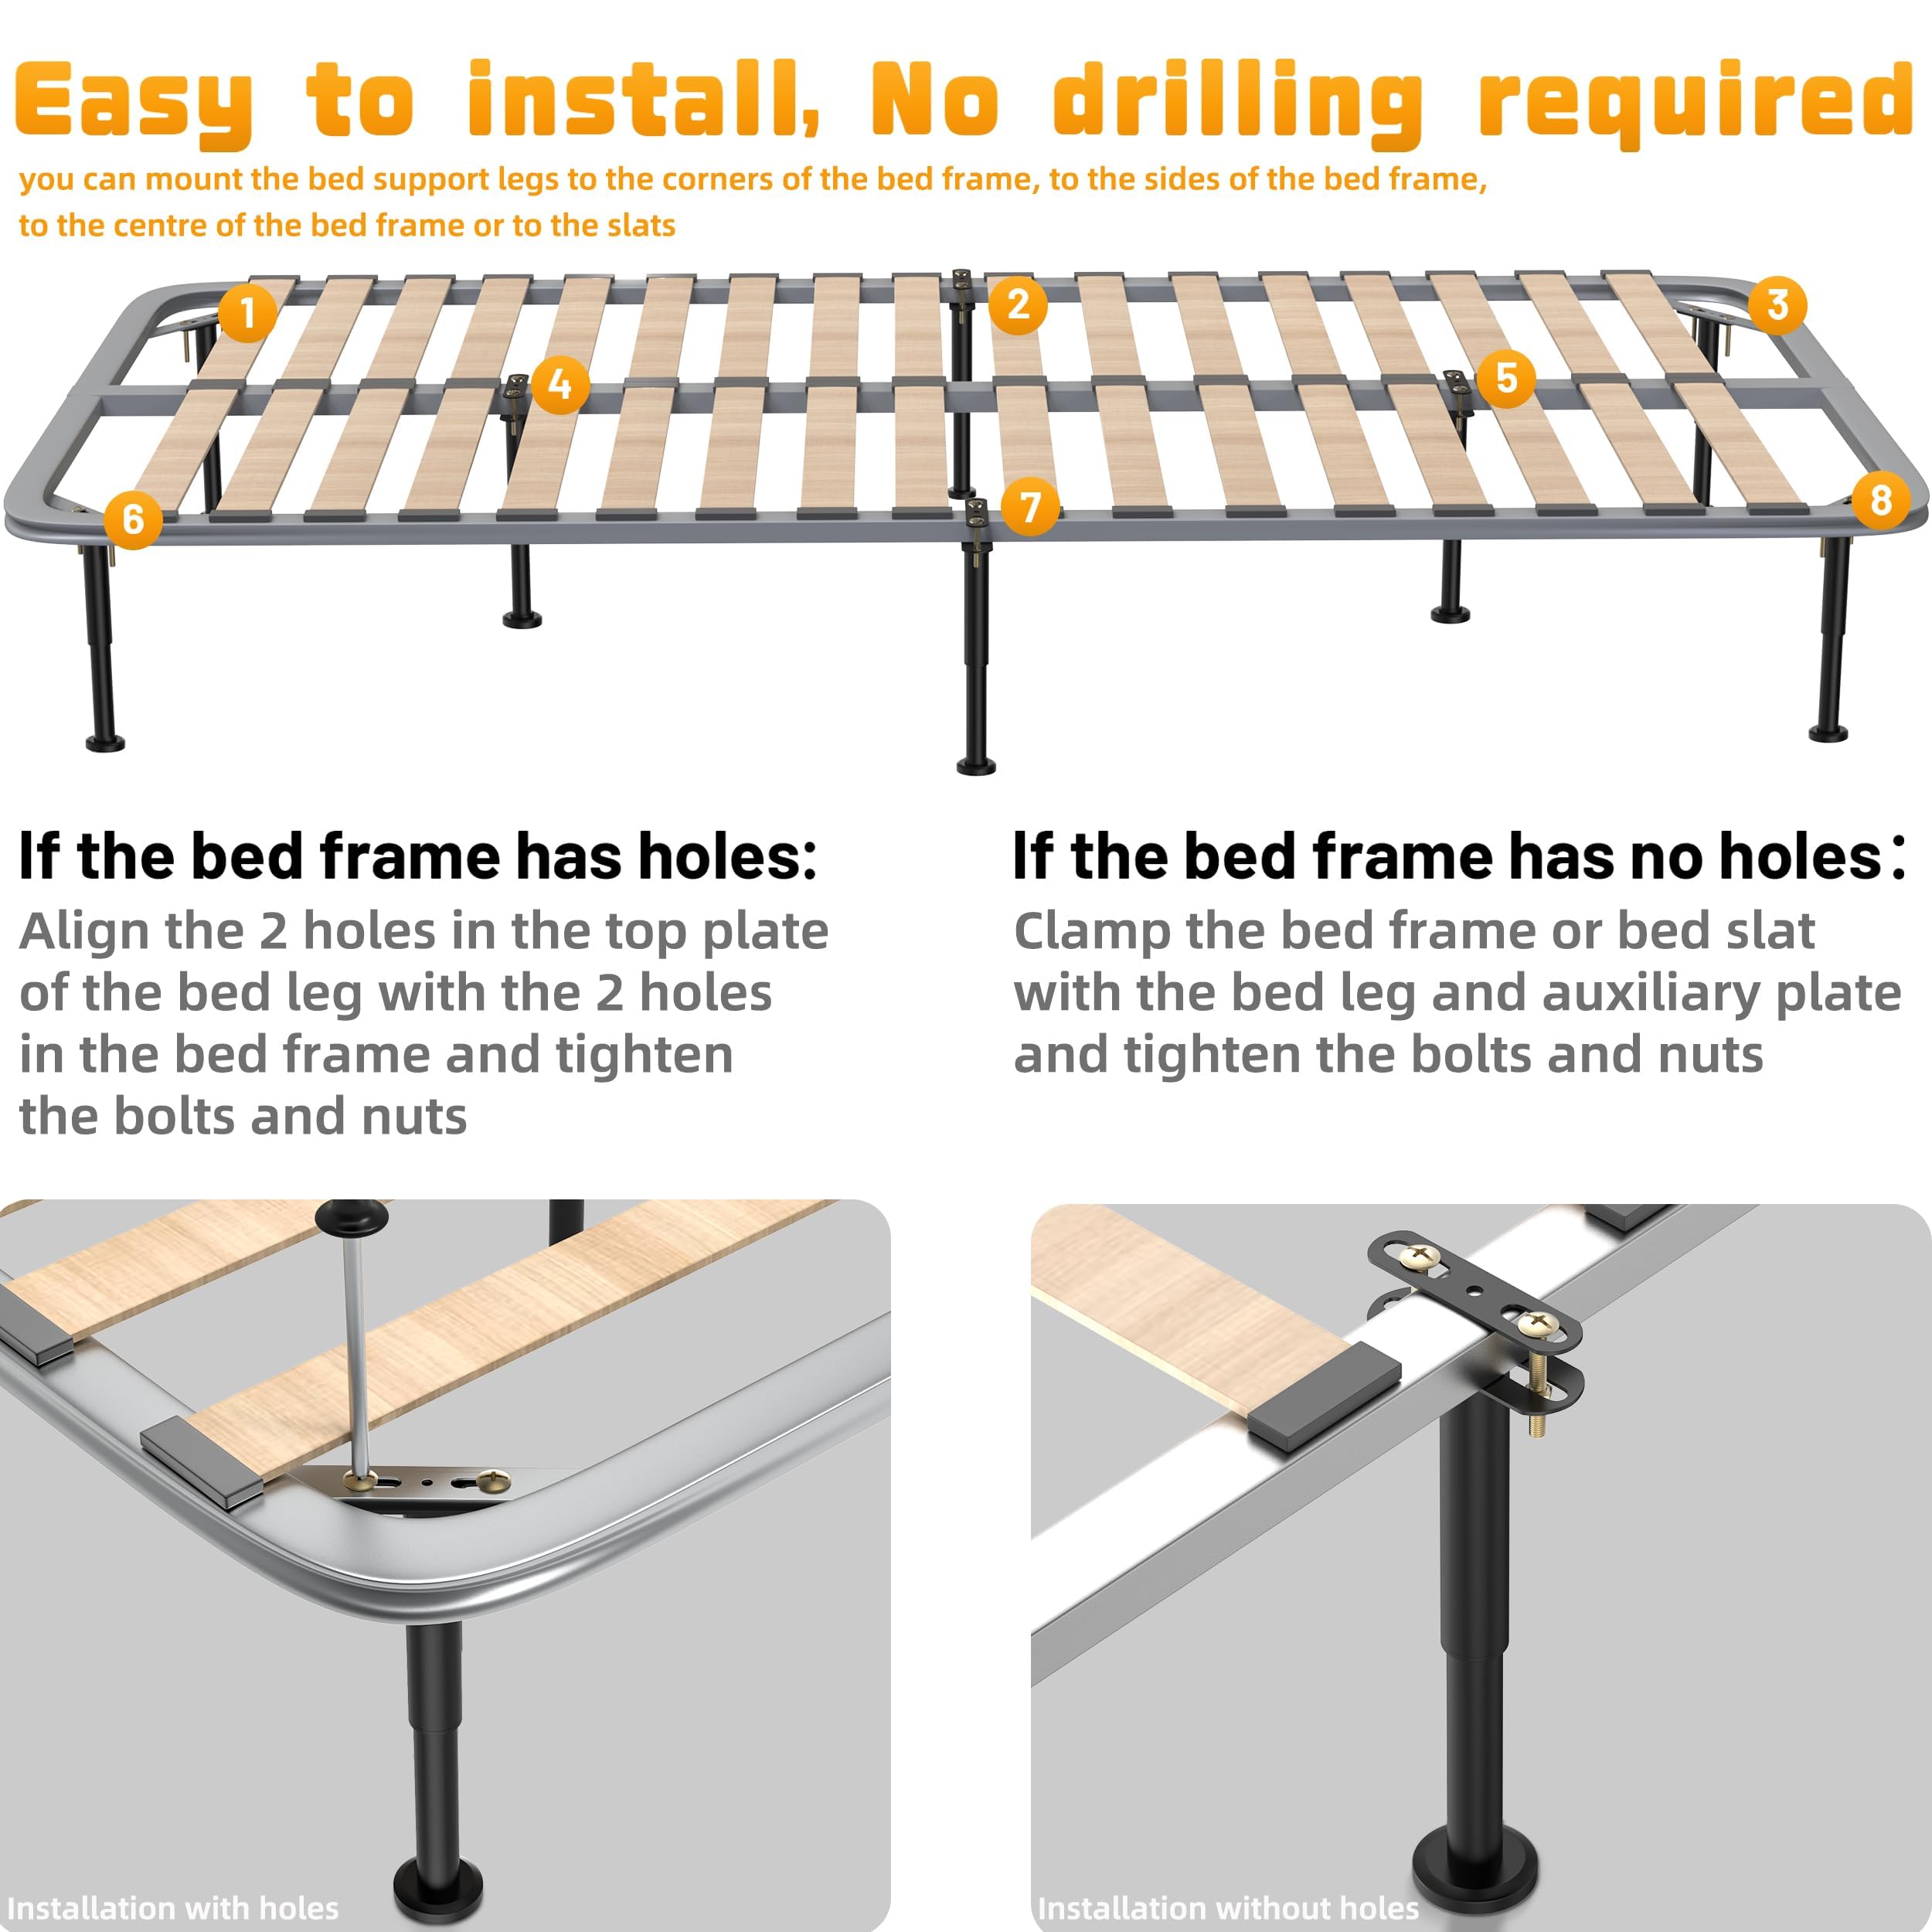 Easy to install, No drilling required
you can mount the bed support legs to the corners of the bed frame, to the sides of the bed frame,
to the centre of the bed frame or to the slats
1
2
3
4
5
6
7
8
If the bed frame has holes:
Align the 2 holes in the top plate
of the bed leg with the 2 holes
in the bed frame and tighten
the bolts and nuts
If the bed frame has no holes：
Clamp the bed frame or bed slat
with the bed leg and auxiliary plate
and tighten the bolts and nuts
Installation with holes
Installation without holes